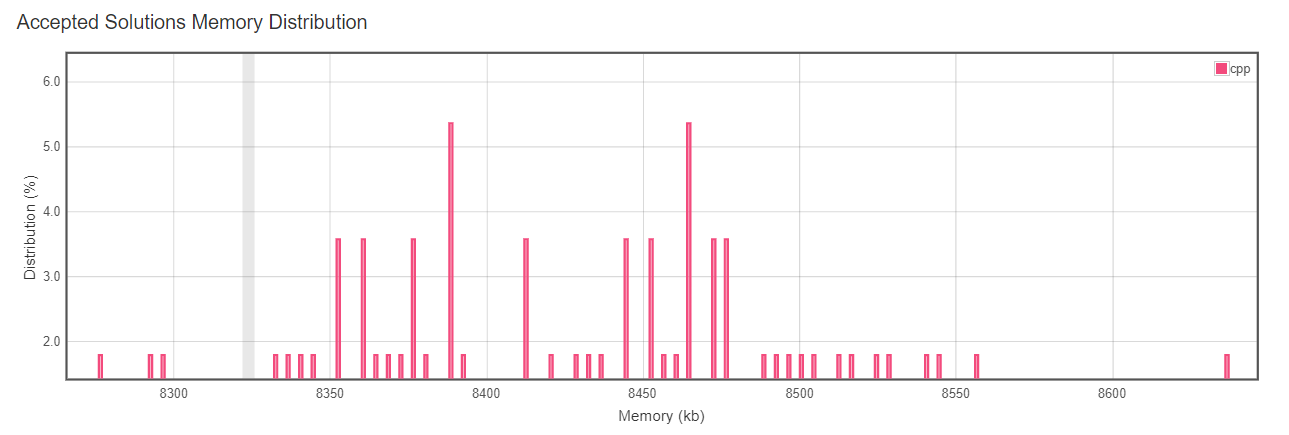 Accepted Solutions Memory Distribution
cpp
6.0
5.0
4.0
3.0
2.0
Distribution (%)
8300 8350 8400 8450 8500 8550 8600
Memory (kb)